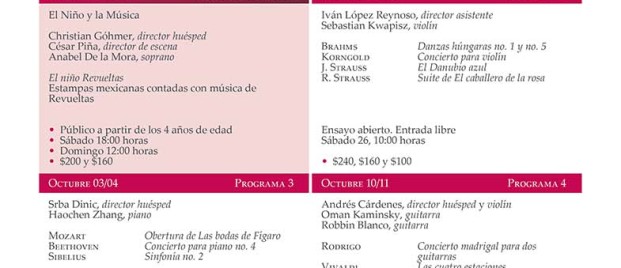 El Niño y la Música
Christian Góhmer, director huésped
César Piña, director de escena
Anabel De la Mora, soprano
El niño Revueltas
Estampas mexicanas contadas con música de
Revueltas
• Público a partir de los 4 años de edad
• Sábado 18:00 horas
• Domingo 12:00 horas
• $200 y $160
Iván López Reynoso, director asistente
Sebastian Kwapisz, violín
Brahms Danzas húngaras no. 1 y no. 5
Korngold Concierto para violín
J. Strauss El Danubio azul
R. Strauss Suite de El caballero de la rosa
Ensayo abierto. Entrada libre
Sábado 26, 10:00 horas
• $240, $160 y $100
Octubre 03/04 Programa 3
Srba Dinic, director huésped
Haochen Zhang, piano
Mozart Obertura de Las bodas de Fígaro
Beethoven Concierto para piano no. 4
Sibelius Sinfonía no. 2
Octubre 10/11 Programa 4
Andrés Cárdenes, director huésped y violín
Oman Kaminsky, guitarra
Robbin Blanco, guitarra
Rodrigo Concierto madrigal para dos
guitarras
Vivaldi Las cuatro estaciones